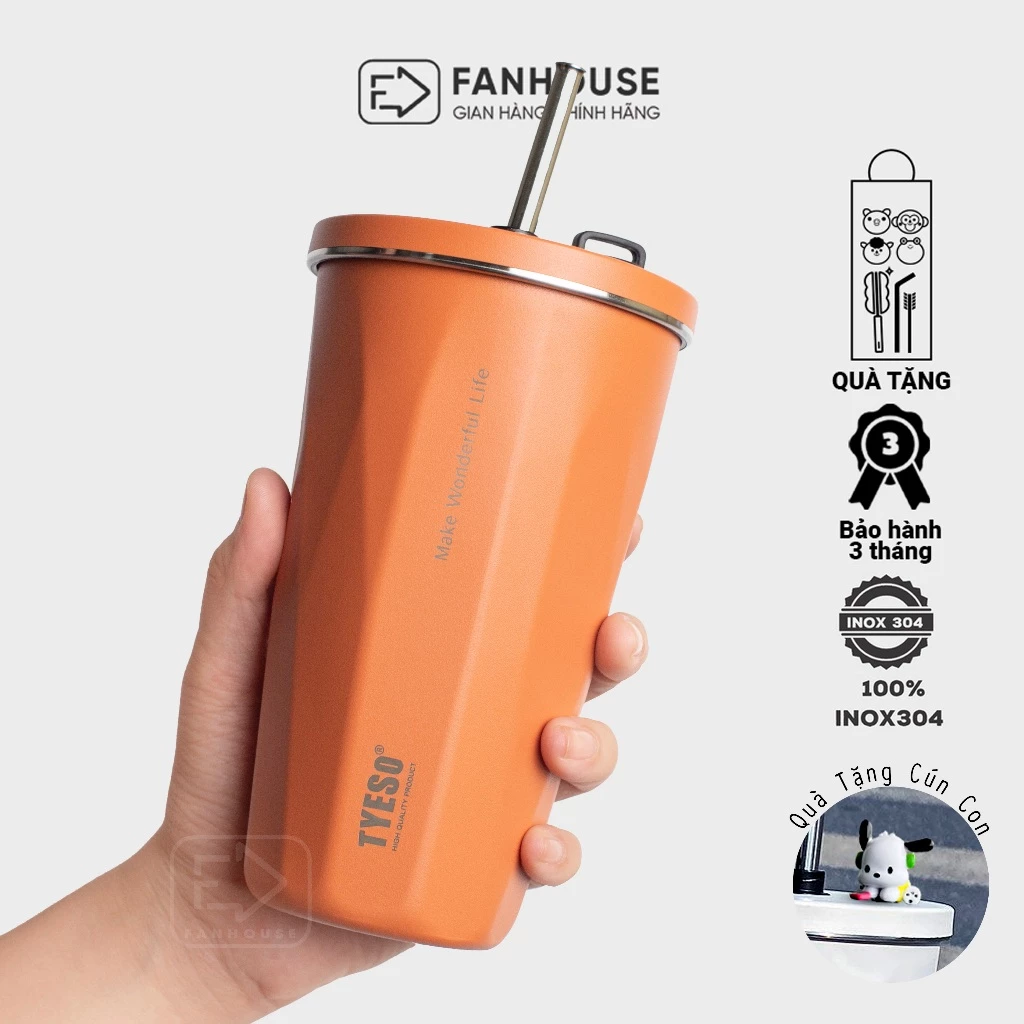 FANHOUSE
GIAN HÀNG CHÍNH HÃNG
QUÀ TẶNG
3
Bảo hành
3 tháng
INOX 304
100%
INOX304
Quà Tặng Cún Con
Make Wonderful Life
TYESO®
HIGH QUALITY PRODUCT
FANHOUSE